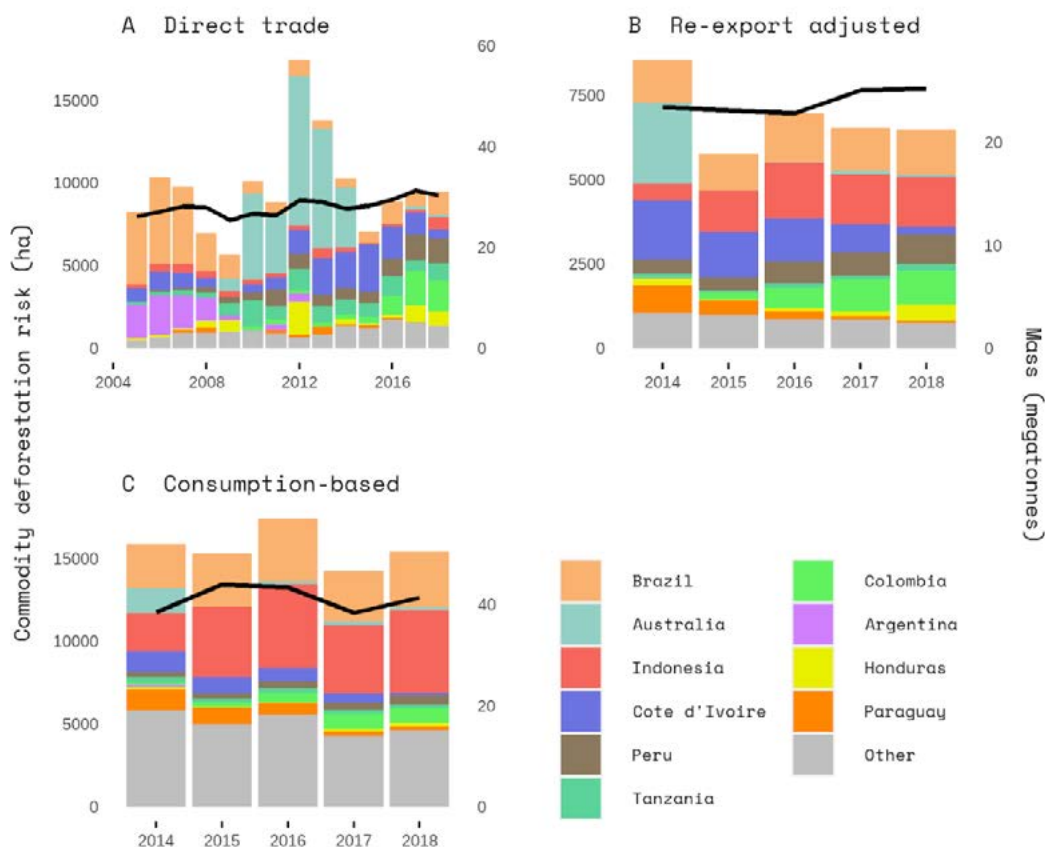 A Direct trade
60
15000
40
10000
20
5000
0
0
2004
2008
2012
2016
B Re-export adjusted
7500
20
5000
10
2500
0
0
2014
2015
2016
2017
2018
Commodity deforestation risk (ha)
Mass (megatonnes)
C Consumption-based
15000
40
10000
20
5000
0
0
2014
2015
2016
2017
2018
Brazil
Australia
Indonesia
Cote d'Ivoire
Peru
Tanzania
Colombia
Argentina
Honduras
Paraguay
Other